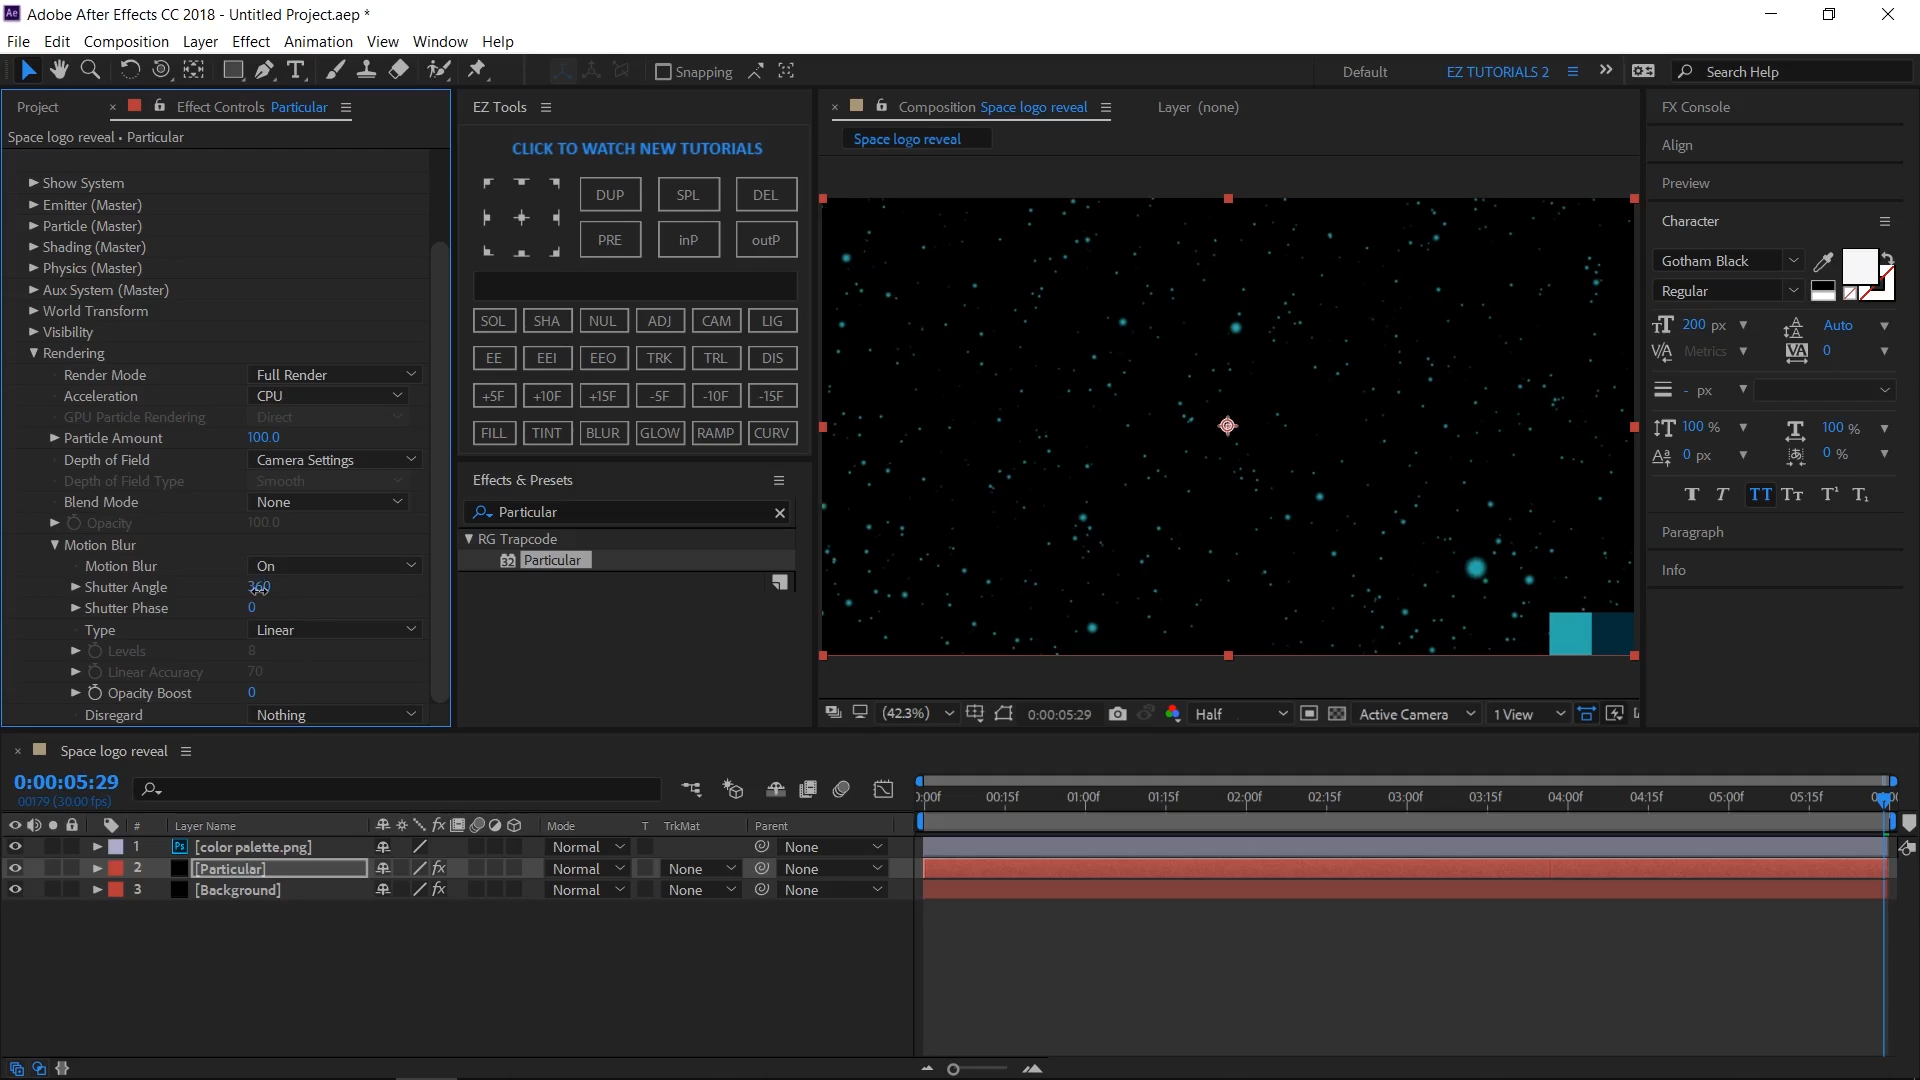 Adobe After Effects CC 2018 - Untitled Project.aep *
File Edit Composition Layer Effect Animation View Window Help
Snapping Default EZ TUTORIALS 2 Search Help
Project Effect Controls Particular
Space logo reveal • Particular
Show System
Emitter (Master)
Particle (Master)
Shading (Master)
Physics (Master)
Aux System (Master)
World Transform
Visibility
Rendering
Render Mode Full Render
Acceleration CPU
GPU Particle Rendering Direct
Particle Amount 100.0
Depth of Field Camera Settings
Depth of Field Type Smooth
Blend Mode None
Opacity 100.0
Motion Blur
Motion Blur On
Shutter Angle 360
Shutter Phase 0
Type Linear
Levels 8
Linear Accuracy 70
Opacity Boost 0
Disregard Nothing
EZ Tools
CLICK TO WATCH NEW TUTORIALS
DUP SPL DEL
PRE inP outP
SOL SHA NUL ADJ CAM LIG
EE EEI EEO TRK TRL DIS
+5F +10F +15F -5F -10F -15F
FILL TINT BLUR GLOW RAMP CURV
Effects & Presets
Particular
RG Trapcode
32 Particular
Composition Space logo reveal Layer (none)
Space logo reveal
(42.3%) 0:00:05:29 Half Active Camera 1 View
FX Console
Align
Preview
Character
Gotham Black
Regular
200 px Auto
Metrics 0
- px
100 % 100 %
0 px 0 %
T T TT Tт T¹ T₁
Paragraph
Info
Space logo reveal
0:00:05:29
00179 (30.00 fps)
00f 00:15f 01:00f 01:15f 02:00f 02:15f 03:00f 03:15f 04:00f 04:15f 05:00f 05:15f
# Layer Name Mode T TrkMat Parent
1 Ps [color palette.png] Normal None
2 [Particular] fx Normal None None
3 [Background] fx Normal None None